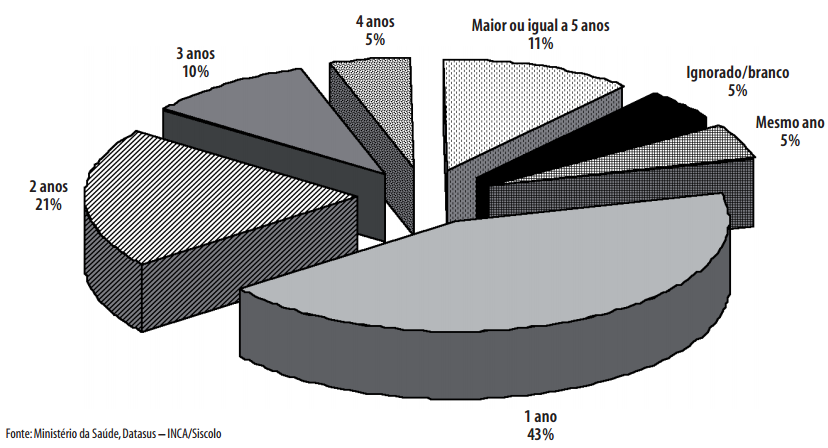 4 anos
5%
Maior ou igual a 5 anos
11%
3 anos
10%
Ignorado/branco
5%
Mesmo ano
5%
2 anos
21%
1 ano
43%
Fonte: Ministério da Saúde, Datasus – INCA/Siscolo